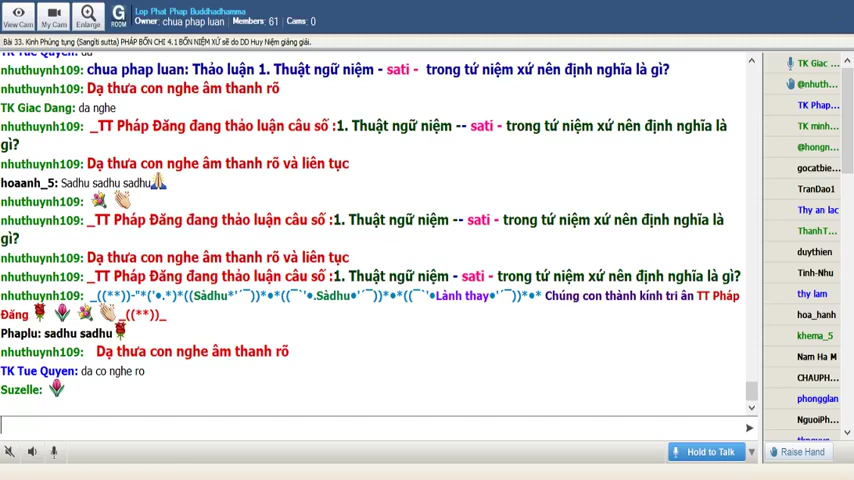 View Cam
My Cam
Enlarge
G
ROOM
Lop Phat Phap Buddhadhamma
Owner: chua phap luan : Members: 61 : Cams: 0
Bài 33. Kinh Phúng tụng (Sangiti sutta) PHÁP BỐN CHI 4.1 BỐN NIỆM XỨ sẽ do DD Huy Niệm giảng giải.
TK Tue Quyen: da
nhuthuynh109: chua phap luan: Thảo luận 1. Thuật ngữ niệm - sati - trong tứ niệm xứ nên định nghĩa là gì?
nhuthuynh109: Dạ thưa con nghe âm thanh rõ
TK Giac Dang: da nghe
nhuthuynh109: _TT Pháp Đăng đang thảo luận câu số :1. Thuật ngữ niệm -- sati - trong tứ niệm xứ nên định nghĩa là
gì?
nhuthuynh109: Dạ thưa con nghe âm thanh rõ và liên tục
hoaanh_5: Sadhu sadhu sadhu
nhuthuynh109:
nhuthuynh109: _TT Pháp Đăng đang thảo luận câu số :1. Thuật ngữ niệm -- sati - trong tứ niệm xứ nên định nghĩa là
gì?
nhuthuynh109: Dạ thưa con nghe âm thanh rõ và liên tục
nhuthuynh109: _TT Pháp Đăng đang thảo luận câu số :1. Thuật ngữ niệm - sati - trong tứ niệm xứ nên định nghĩa là gì?
nhuthuynh109: _((**))-"*('●.*)*((Sàdhu*'´¯))*●*((¯`'●.Sàdhu●'´¯))*●*((¯`'●Lành thay●'´¯))*●* Chúng con thành kính tri ân TT Pháp
Đăng _((**))_
Phaplu: sadhu sadhu
nhuthuynh109: Dạ thưa con nghe âm thanh rõ
TK Tue Quyen: da co nghe ro
Suzelle:
Hold to Talk
TK Giac ...
@nhuth...
TK Phap...
TK minh...
@hongn...
gocatbie...
TranDao1
Thy an lac
ThanhT...
duythien
Tinh-Nhu
thy lam
hoa_hanh
khema_5
Nam Ha M
CHAUPH...
phongglan
NguoiPh...
Raise Hand